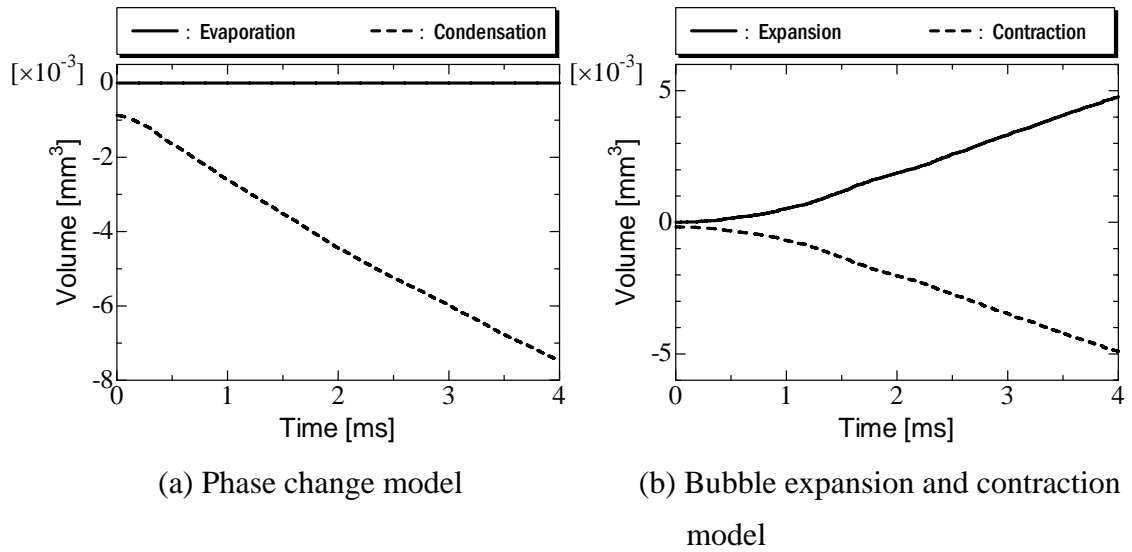 : Evaporation : Condensation
[×10⁻³]
0
-2
-4
-6
-8
Volume [mm³]
0 1 2 3 4
Time [ms]
(a) Phase change model
: Expansion : Contraction
[×10⁻³]
5
0
-5
Volume [mm³]
0 1 2 3 4
Time [ms]
(b) Bubble expansion and contraction
model